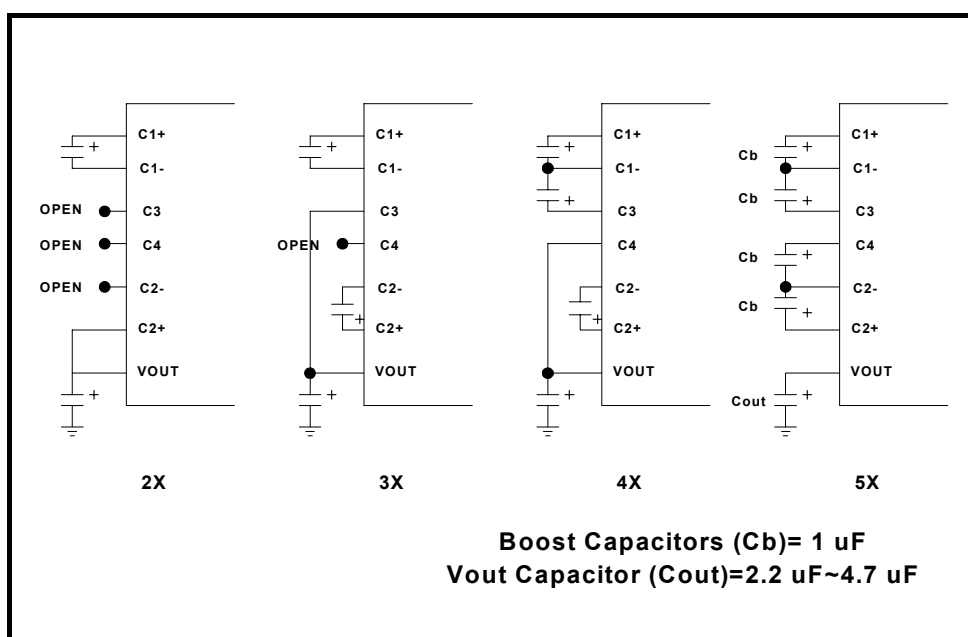 C1+
+
C1-
OPEN
C3
OPEN
C4
OPEN
C2-
C2+
VOUT
+
2X
C1+
+
C1-
C3
OPEN
C4
C2-
+
C2+
VOUT
+
3X
C1+
+
C1-
+
C3
C4
C2-
+
C2+
VOUT
+
4X
C1+
Cb +
C1-
Cb +
C3
C4
Cb +
C2-
Cb +
C2+
VOUT
Cout +
5X
Boost Capacitors (Cb)= 1 uF
Vout Capacitor (Cout)=2.2 uF~4.7 uF